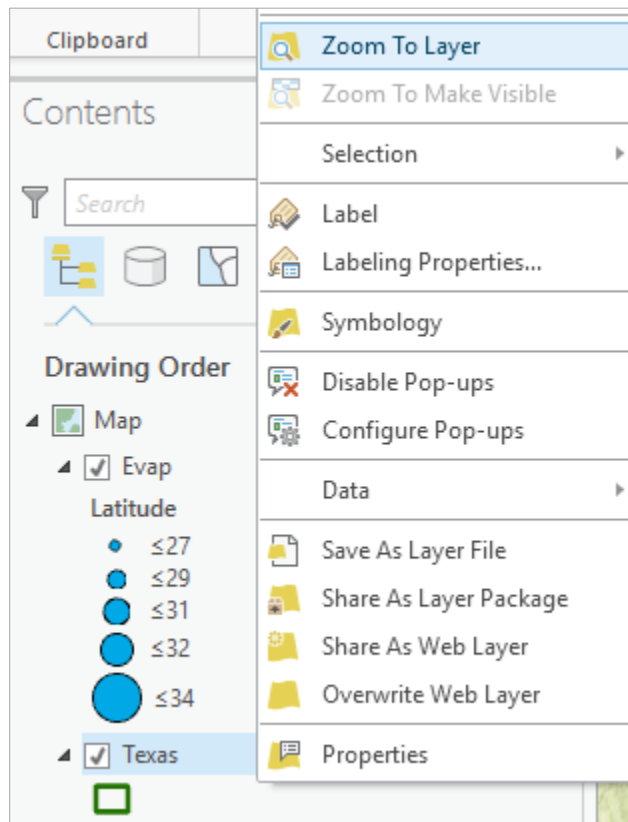 Clipboard
Contents
Search
Drawing Order
Map
Evap
Latitude
≤27
≤29
≤31
≤32
≤34
Texas
Zoom To Layer
Zoom To Make Visible
Selection
Label
Labeling Properties...
Symbology
Disable Pop-ups
Configure Pop-ups
Data
Save As Layer File
Share As Layer Package
Share As Web Layer
Overwrite Web Layer
Properties